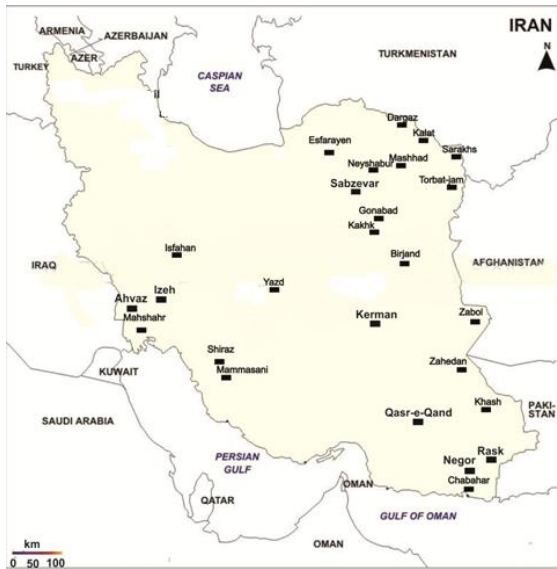 IRAN
N
ARMENIA
AZERBAIJAN
AZER
TURKEY
CASPIAN
SEA
TURKMENISTAN
Dargaz
Kalat
Esfarayen
Sarakhs
Mashhad
Neyshabur
Torbat-jam
Sabzevar
Gonabad
Kakhk
Isfahan
Birjand
IRAQ
AFGHANISTAN
Yazd
Izeh
Ahvaz
Mahshahr
Kerman
Zabol
Shiraz
Mammasani
KUWAIT
Zahedan
SAUDI ARABIA
Khash
PAKI-
STAN
Qasr-e-Qand
PERSIAN
GULF
Rask
Negor
Chabahar
QATAR
OMAN
GULF OF OMAN
OMAN
km
0 50 100